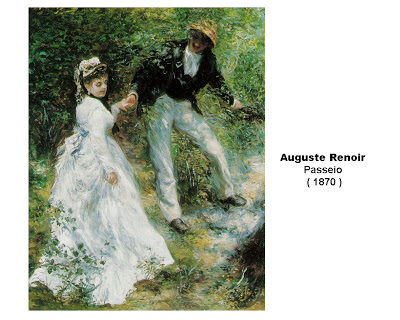 Auguste Renoir
Passeio
( 1870 )